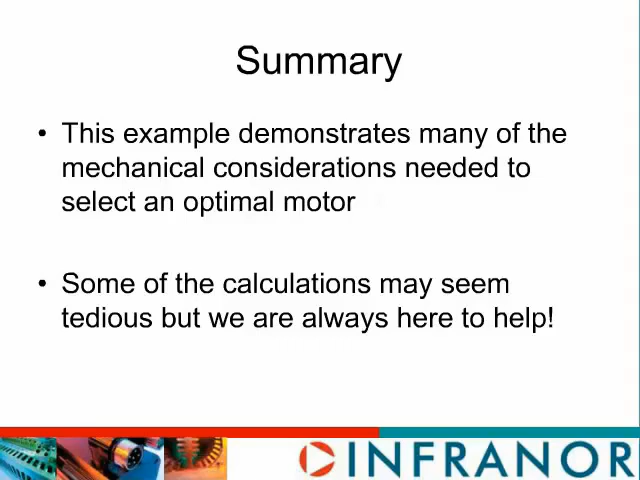 Summary
• This example demonstrates many of the
mechanical considerations needed to
select an optimal motor
• Some of the calculations may seem
tedious but we are always here to help!
INFRANOR